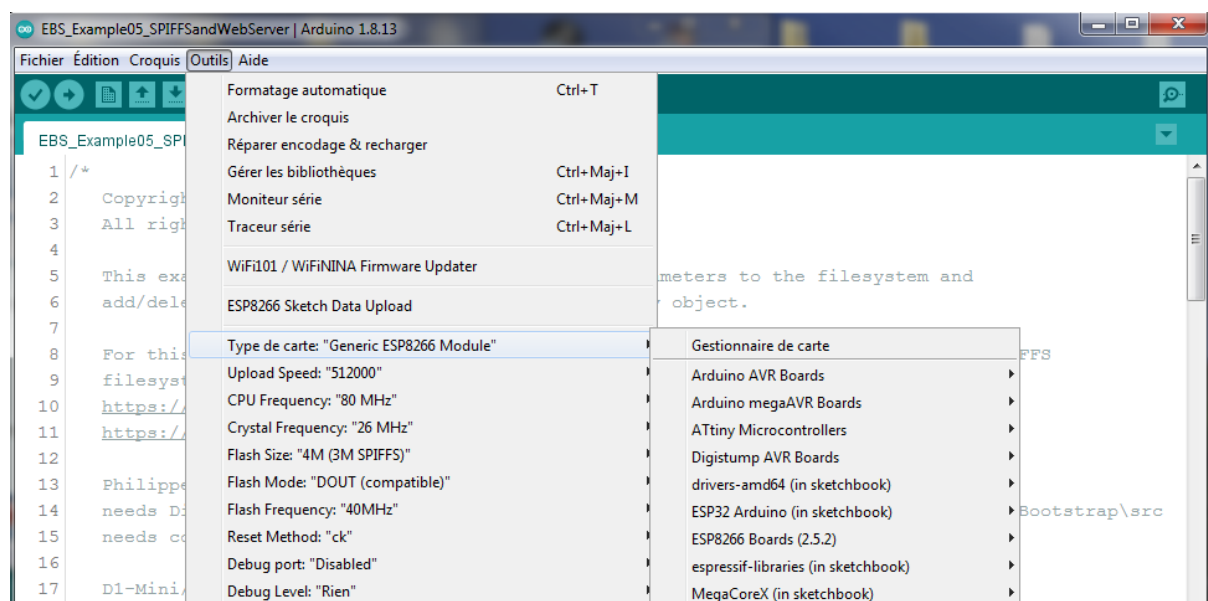 EBS_Example05_SPIFFSandWebServer | Arduino 1.8.13
Fichier Édition Croquis Outils Aide
EBS_Example05_SPI
Formatage automatique Ctrl+T
Archiver le croquis
Réparer encodage & recharger
Gérer les bibliothèques Ctrl+Maj+I
Moniteur série Ctrl+Maj+M
Traceur série Ctrl+Maj+L
WiFi101 / WiFiNINA Firmware Updater
ESP8266 Sketch Data Upload
Type de carte: "Generic ESP8266 Module"
Upload Speed: "512000"
CPU Frequency: "80 MHz"
Crystal Frequency: "26 MHz"
Flash Size: "4M (3M SPIFFS)"
Flash Mode: "DOUT (compatible)"
Flash Frequency: "40MHz"
Reset Method: "ck"
Debug port: "Disabled"
Debug Level: "Rien"
Gestionnaire de carte
Arduino AVR Boards
Arduino megaAVR Boards
ATtiny Microcontrollers
Digistump AVR Boards
drivers-amd64 (in sketchbook)
ESP32 Arduino (in sketchbook)
ESP8266 Boards (2.5.2)
espressif-libraries (in sketchbook)
MegaCoreX (in sketchbook)
1 /*
2 Copyrigh
3 All righ
4
5 This exa meters to the filesystem and
6 add/dele object.
7
8 For this FFS
9 filesyst
10 https:/
11 https:/
12
13 Philippe
14 needs D Bootstrap\src
15 needs co
16
17 D1-Mini/